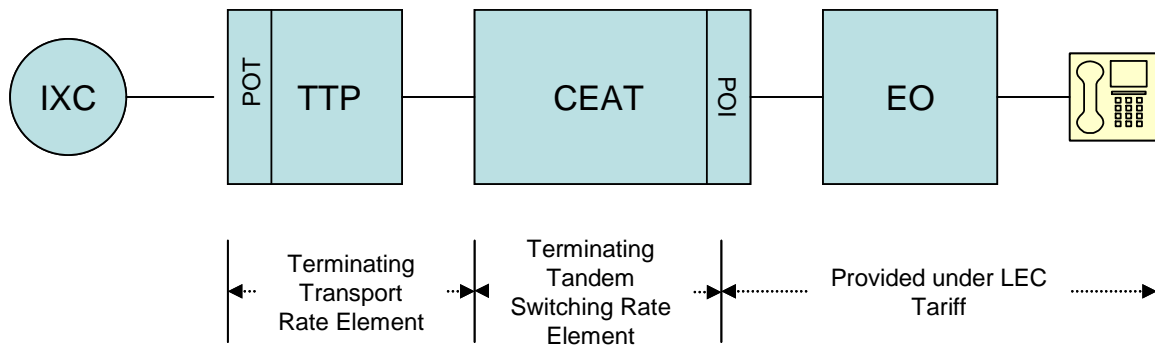 IXC
POT
TTP
CEAT
POI
EO
Terminating
Transport
Rate Element
Terminating
Tandem
Switching Rate
Element
Provided under LEC
Tariff